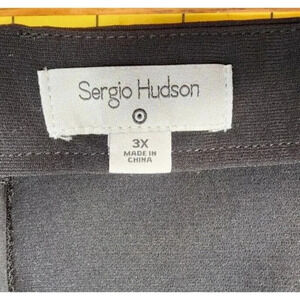 Sergio Hudson
3X
MADE IN
CHINA